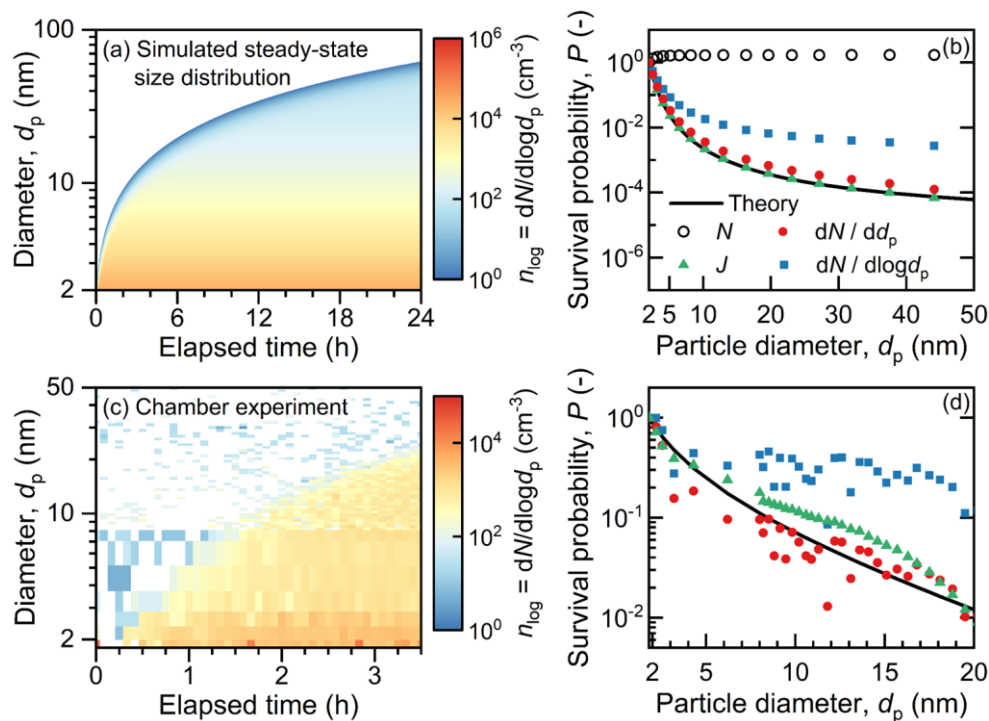 (a) Simulated steady-state
size distribution
100
10
2
Diameter, dp (nm)
0 6 12 18 24
Elapsed time (h)
10^6
10^4
10^2
10^0
nlog = dN/dlogdp (cm⁻³)
(b)
10^0
10^-2
10^-4
10^-6
Survival probability, P (-)
Theory
N dN / ddp
J dN / dlogdp
2 5 10 20 30 40 50
Particle diameter, dp (nm)
(c) Chamber experiment
50
10
2
Diameter, dp (nm)
0 1 2 3
Elapsed time (h)
10^4
10^2
10^0
nlog = dN/dlogdp (cm⁻³)
(d)
10^0
10^-1
10^-2
Survival probability, P (-)
2 5 10 15 20
Particle diameter, dp (nm)